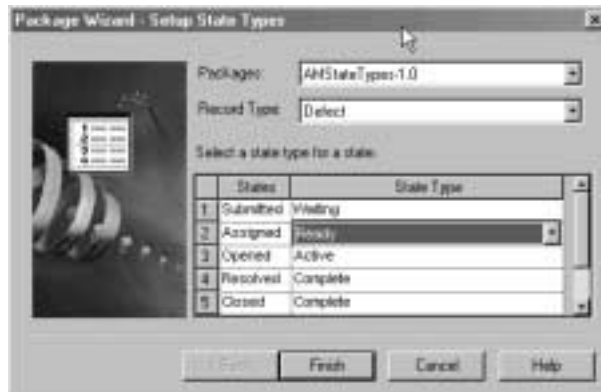 Package Wizard - Setup State Types
Packages: AMStateTypes-1.0
Record Type: Defect
Select a state type for a state:
States State Type
1 Submitted Waiting
2 Assigned Ready
3 Opened Active
4 Resolved Complete
5 Closed Complete
Finish Cancel Help